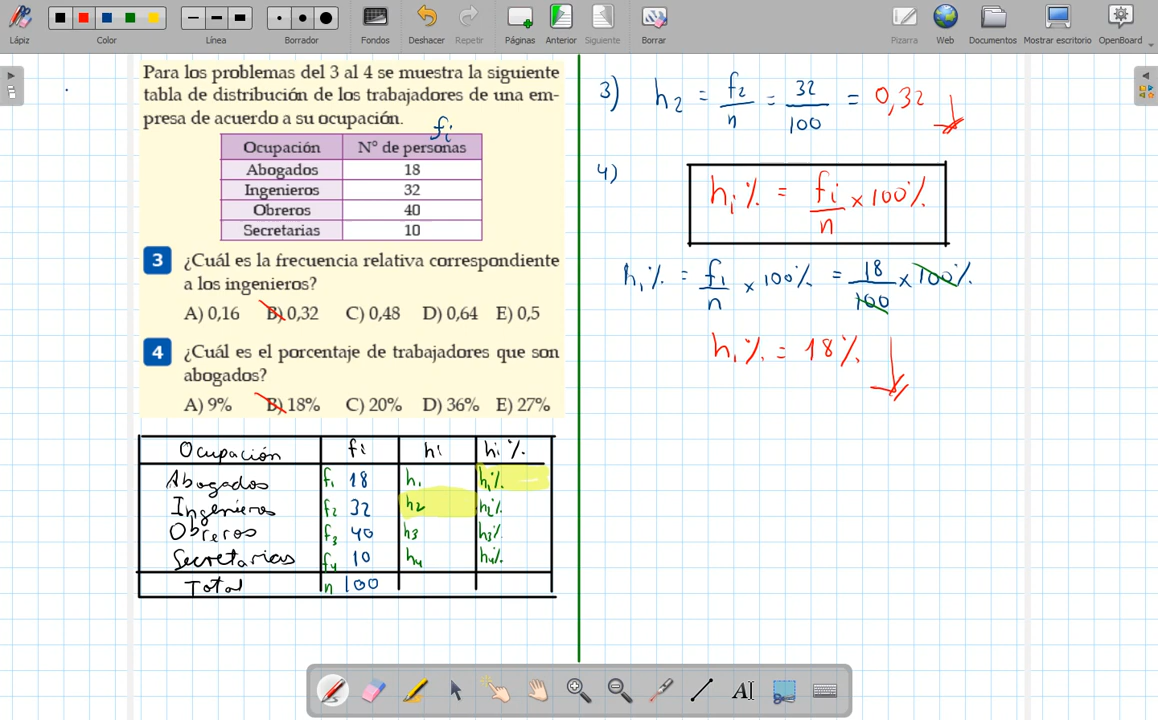 Lápiz Color Línea Borrador Fondos Deshacer Repetir Páginas Anterior Siguiente Borrar Pizarra Web Documentos Mostrar escritorio OpenBoard
Para los problemas del 3 al 4 se muestra la siguiente
tabla de distribución de los trabajadores de una em-
presa de acuerdo a su ocupación.
fi
Ocupación N° de personas
Abogados 18
Ingenieros 32
Obreros 40
Secretarias 10
3 ¿Cuál es la frecuencia relativa correspondiente
a los ingenieros?
A) 0,16 B) 0,32 C) 0,48 D) 0,64 E) 0,5
4 ¿Cuál es el porcentaje de trabajadores que son
abogados?
A) 9% B) 18% C) 20% D) 36% E) 27%
Ocupación fi hi hi%
Abogados f1 18 h1 h1%
Ingenieros f2 32 h2 h2%
Obreros f3 40 h3 h3%
Secretarias f4 10 h4 h4%
Total n 100
3) h2 = f2/n = 32/100 = 0,32
4) hi% = fi/n × 100%
h1% = f1/n × 100% = 18/100 × 100%
h1% = 18%